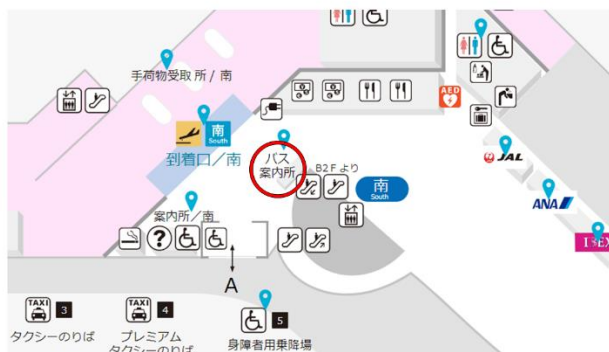 手荷物受取所/南
AED
南
South
到着口/南
バス
案内所
B2Fより
南
South
JAL
ANA
案内所/南
?
A
TAXI
3
TAXI
4
5
タクシーのりば
プレミアム
タクシーのりば
身障者用乗降場